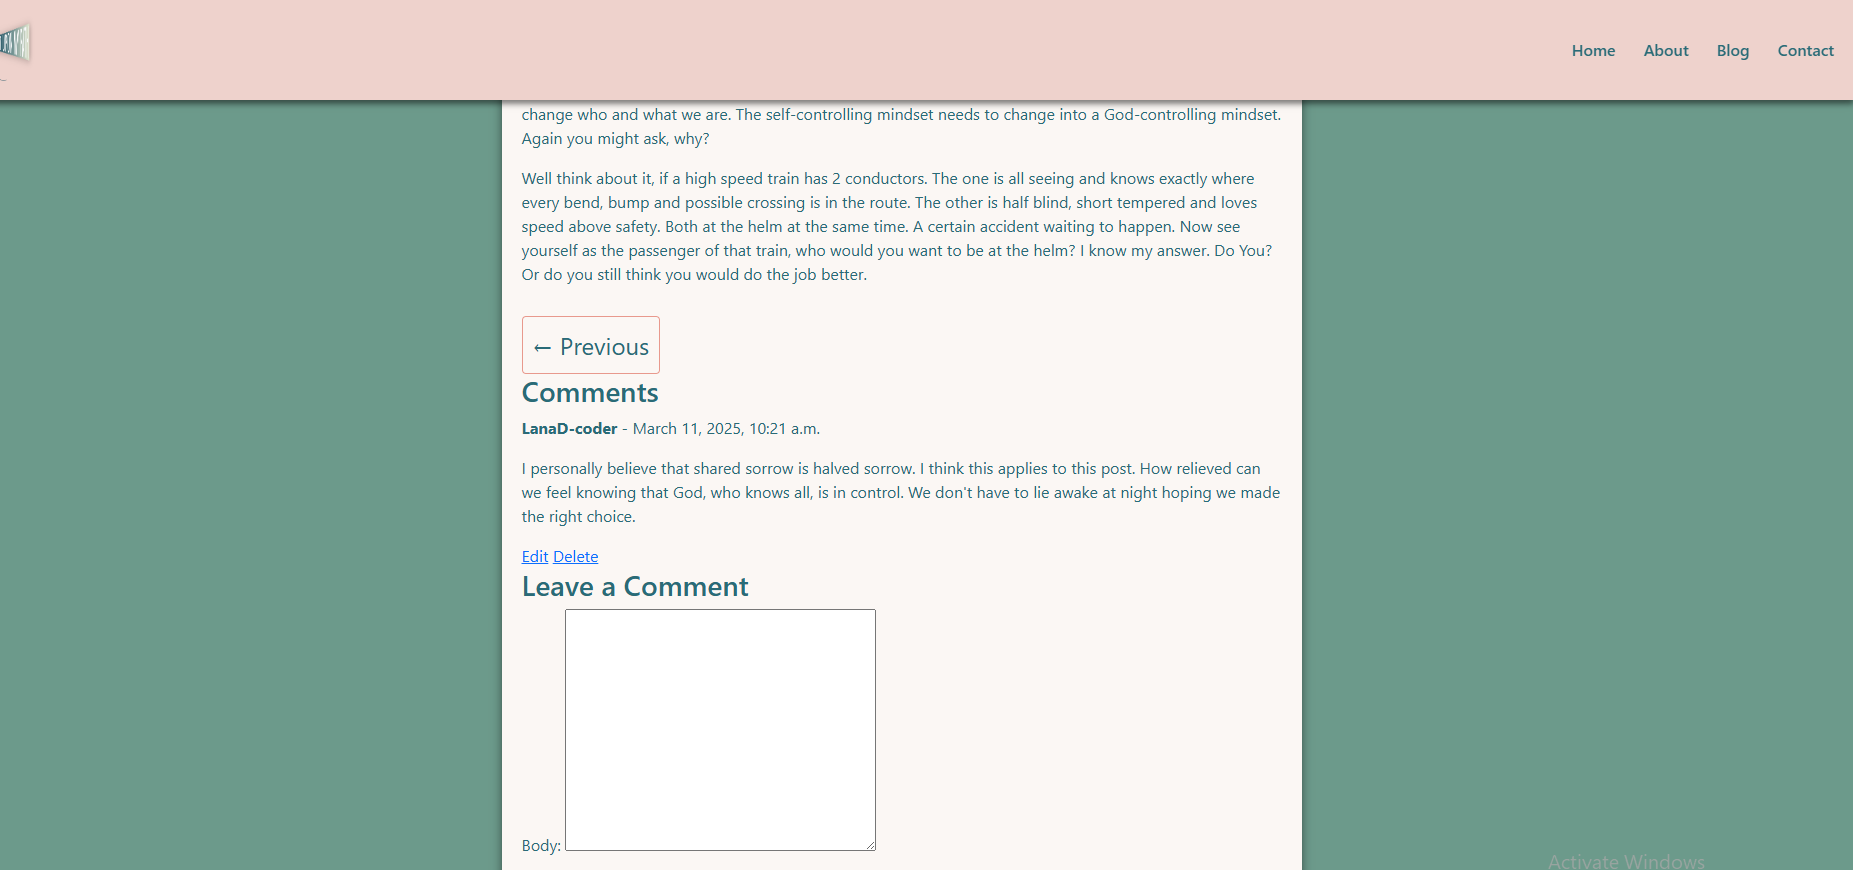 Home About Blog Contact
change who and what we are. The self-controlling mindset needs to change into a God-controlling mindset.
Again you might ask, why?
Well think about it, if a high speed train has 2 conductors. The one is all seeing and knows exactly where
every bend, bump and possible crossing is in the route. The other is half blind, short tempered and loves
speed above safety. Both at the helm at the same time. A certain accident waiting to happen. Now see
yourself as the passenger of that train, who would you want to be at the helm? I know my answer. Do You?
Or do you still think you would do the job better.
← Previous
Comments
LanaD-coder - March 11, 2025, 10:21 a.m.
I personally believe that shared sorrow is halved sorrow. I think this applies to this post. How relieved can
we feel knowing that God, who knows all, is in control. We don't have to lie awake at night hoping we made
the right choice.
Edit Delete
Leave a Comment
Body:
Activate Windows